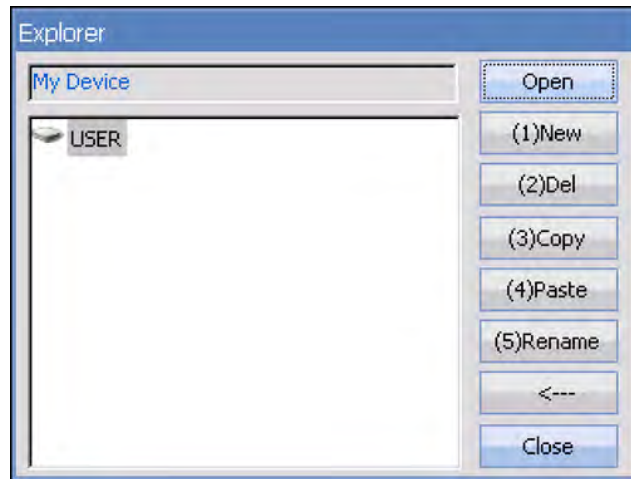 Explorer
My Device
USER
Open
(1)New
(2)Del
(3)Copy
(4)Paste
(5)Rename
<---
Close